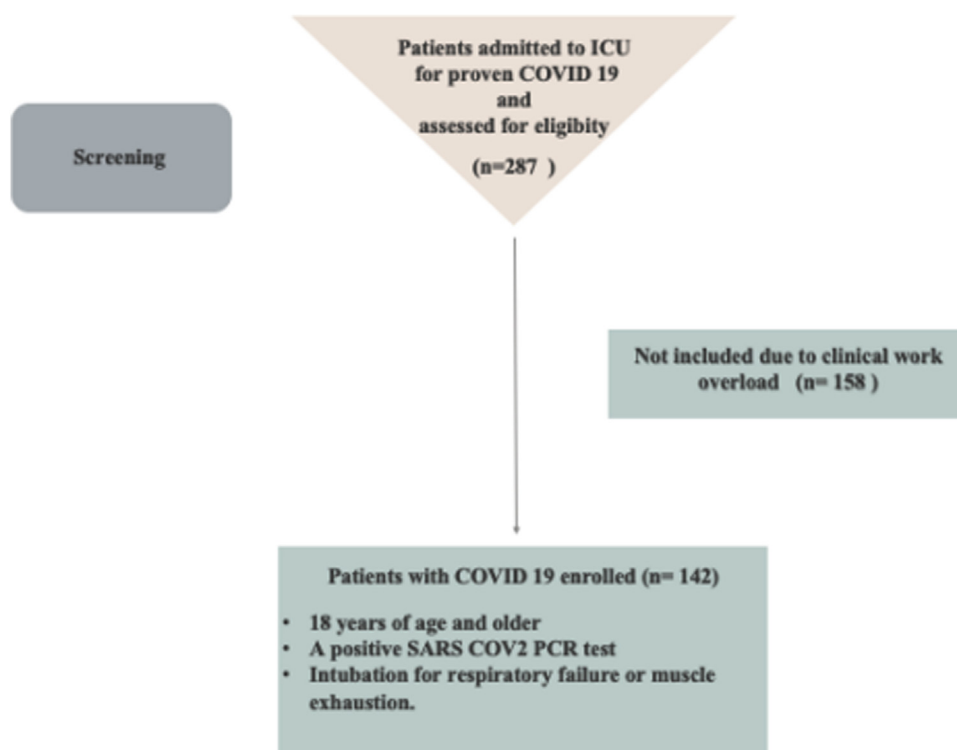 Patients admitted to ICU
for proven COVID 19
and
assessed for eligibity
(n=287 )
Screening
Not included due to clinical work
overload (n= 158 )
Patients with COVID 19 enrolled (n= 142)
• 18 years of age and older
• A positive SARS COV2 PCR test
• Intubation for respiratory failure or muscle
exhaustion.